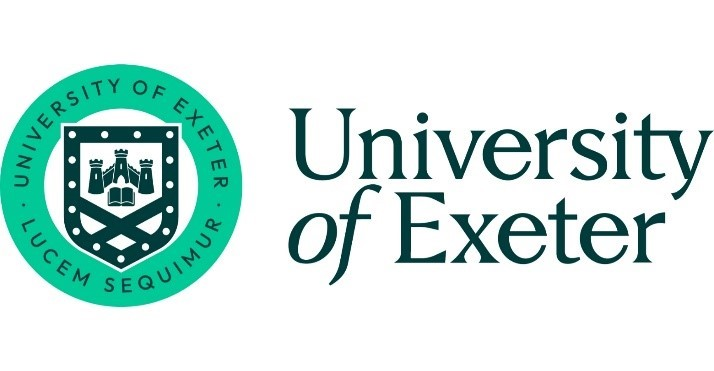 · UNIVERSITY OF EXETER ·
LUCEM SEQUIMUR
University
of Exeter